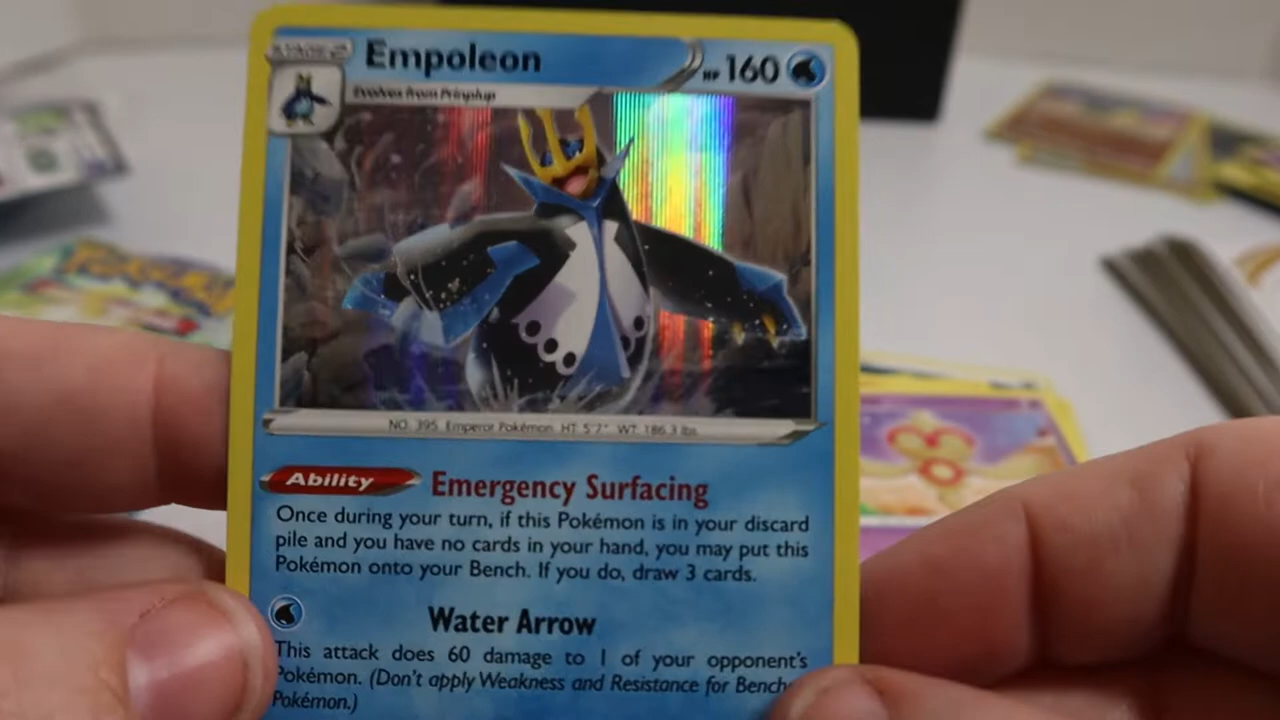 STAGE 2
Empoleon
HP 160
Evolves from Prinplup
NO. 395 Emperor Pokémon HT: 5'7" WT: 186.3 lbs.
Ability Emergency Surfacing
Once during your turn, if this Pokémon is in your discard
pile and you have no cards in your hand, you may put this
Pokémon onto your Bench. If you do, draw 3 cards.
Water Arrow
This attack does 60 damage to 1 of your opponent's
Pokémon. (Don't apply Weakness and Resistance for
Pokémon.)